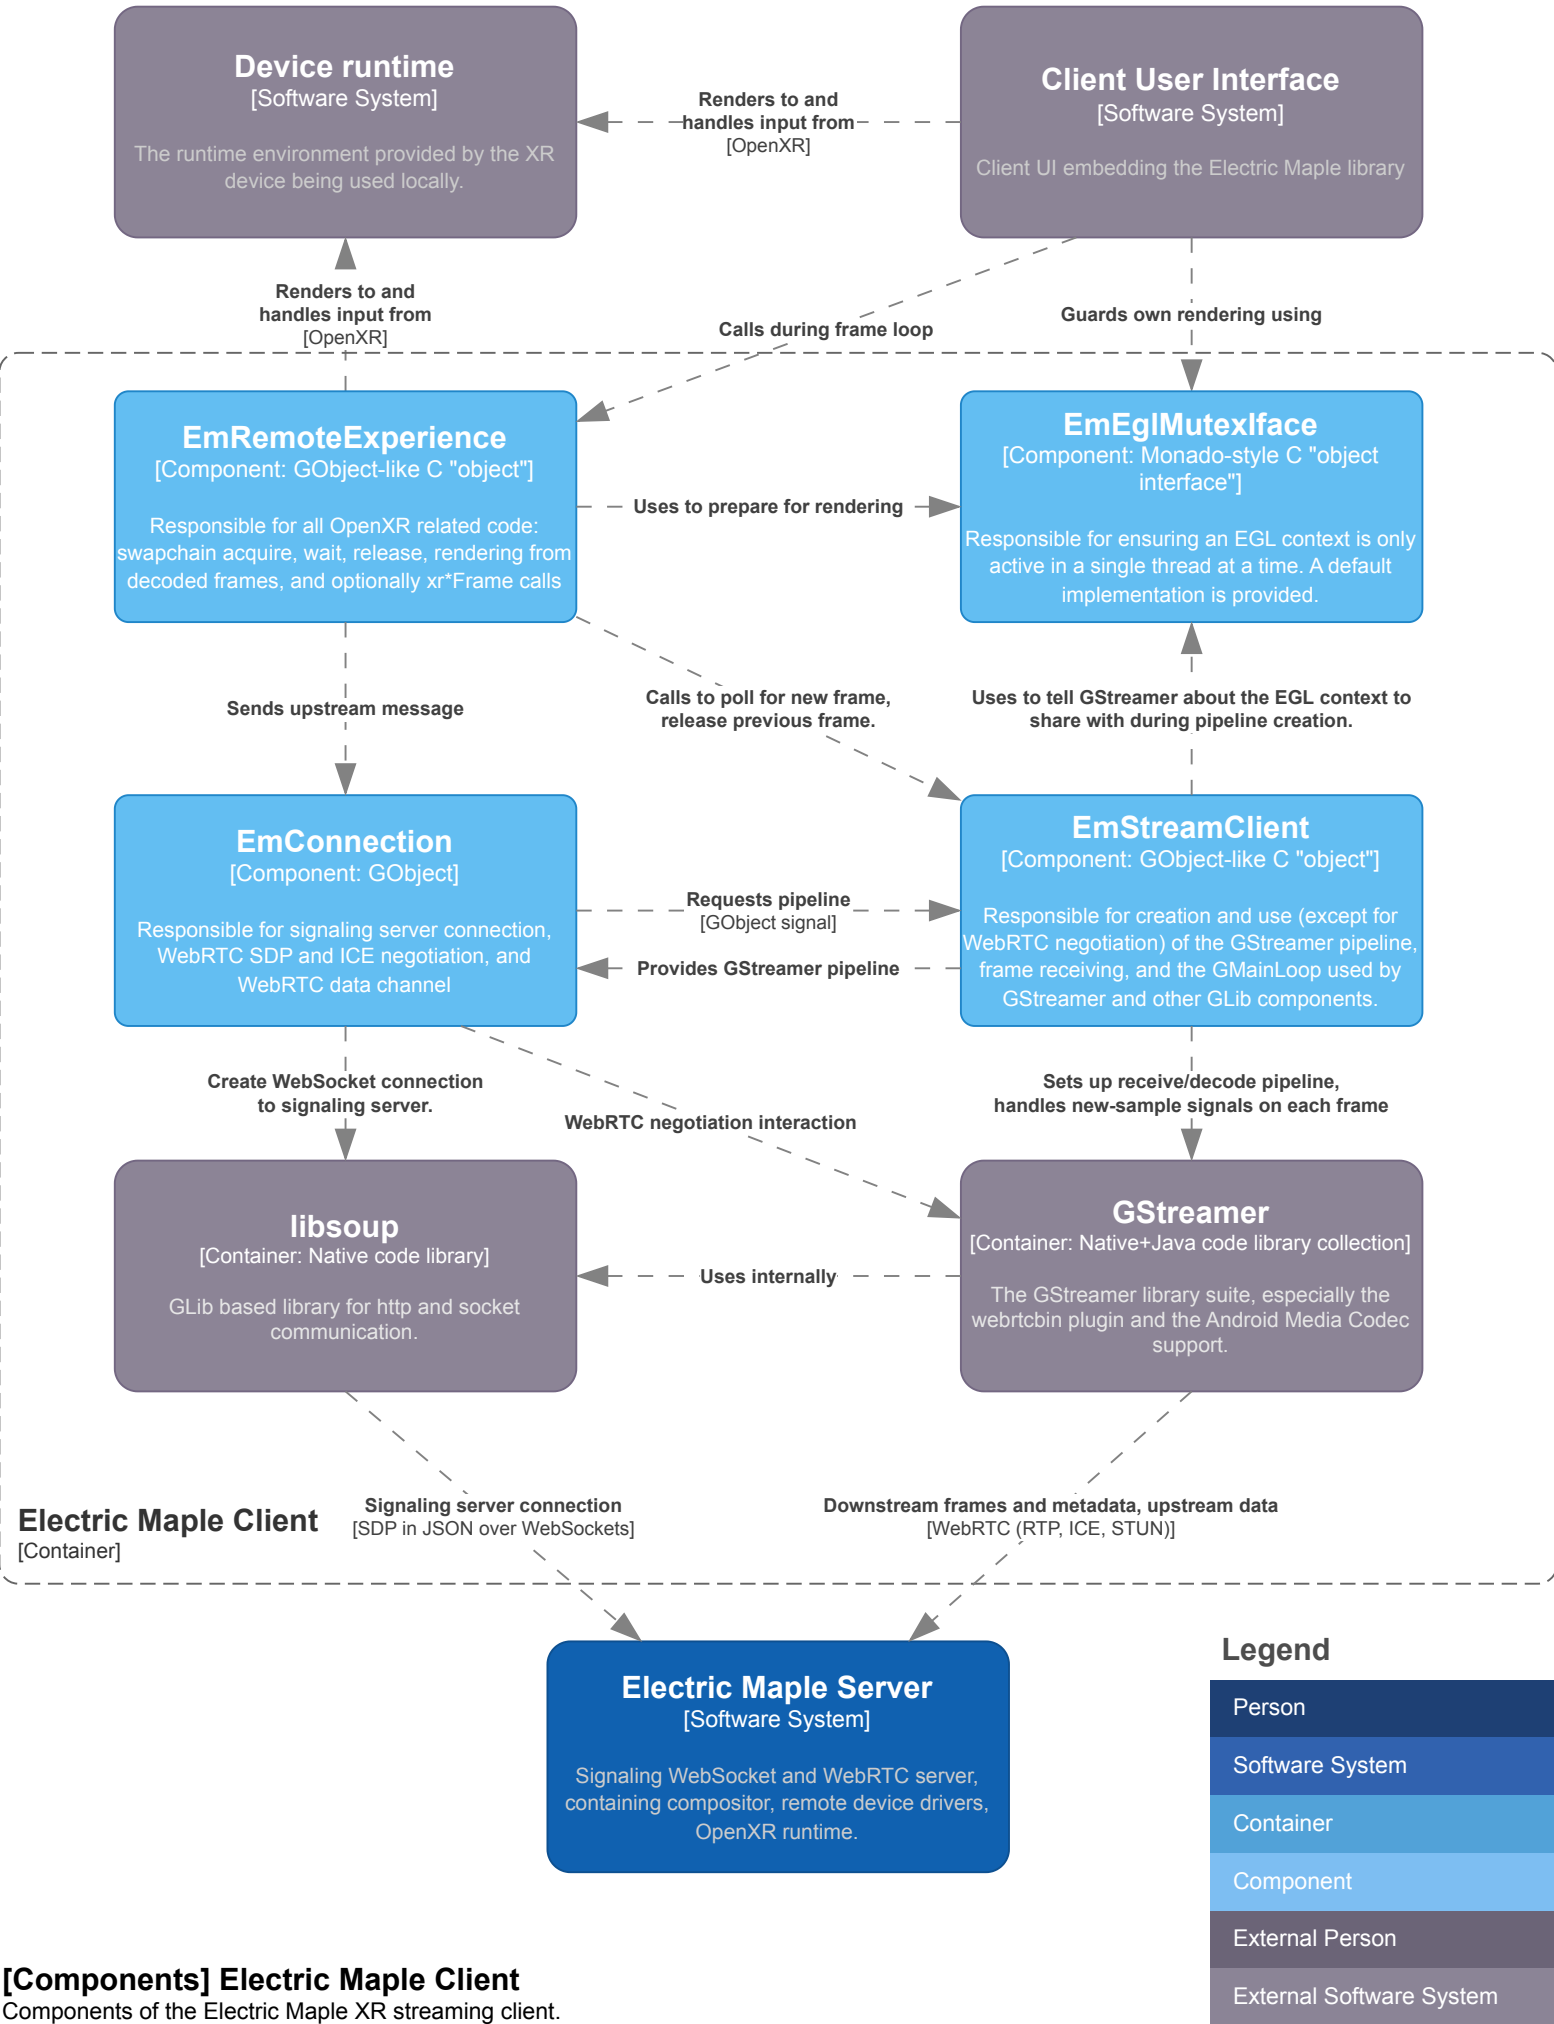 Device runtime
[Software System]
The runtime environment provided by the XR
device being used locally.
Renders to and
handles input from
[OpenXR]
Client User Interface
[Software System]
Client UI embedding the Electric Maple library
Renders to and
handles input from
[OpenXR]
Calls during frame loop
Guards own rendering using
EmRemoteExperience
[Component: GObject-like C "object"]
Responsible for all OpenXR related code:
swapchain acquire, wait, release, rendering from
decoded frames, and optionally xr*Frame calls
Uses to prepare for rendering
EmEglMutexIface
[Component: Monado-style C "object
interface"]
Responsible for ensuring an EGL context is only
active in a single thread at a time. A default
implementation is provided.
Sends upstream message
Calls to poll for new frame,
release previous frame.
Uses to tell GStreamer about the EGL context to
share with during pipeline creation.
EmConnection
[Component: GObject]
Responsible for signaling server connection,
WebRTC SDP and ICE negotiation, and
WebRTC data channel
Requests pipeline
[GObject signal]
Provides GStreamer pipeline
EmStreamClient
[Component: GObject-like C "object"]
Responsible for creation and use (except for
WebRTC negotiation) of the GStreamer pipeline,
frame receiving, and the GMainLoop used by
GStreamer and other GLib components.
Create WebSocket connection
to signaling server.
WebRTC negotiation interaction
Sets up receive/decode pipeline,
handles new-sample signals on each frame
libsoup
[Container: Native code library]
GLib based library for http and socket
communication.
Uses internally
GStreamer
[Container: Native+Java code library collection]
The GStreamer library suite, especially the
webrtcbin plugin and the Android Media Codec
support.
Electric Maple Client
[Container]
Signaling server connection
[SDP in JSON over WebSockets]
Downstream frames and metadata, upstream data
[WebRTC (RTP, ICE, STUN)]
Electric Maple Server
[Software System]
Signaling WebSocket and WebRTC server,
containing compositor, remote device drivers,
OpenXR runtime.
Legend
Person
Software System
Container
Component
External Person
External Software System
[Components] Electric Maple Client
Components of the Electric Maple XR streaming client.